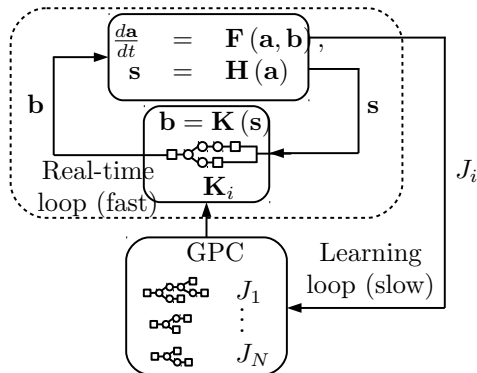 da/dt = F(a, b),
s = H(a)
b
s
b = K(s)
Real-time
loop (fast)
K_i
J_i
GPC
Learning
loop (slow)
J_1
⋮
J_N